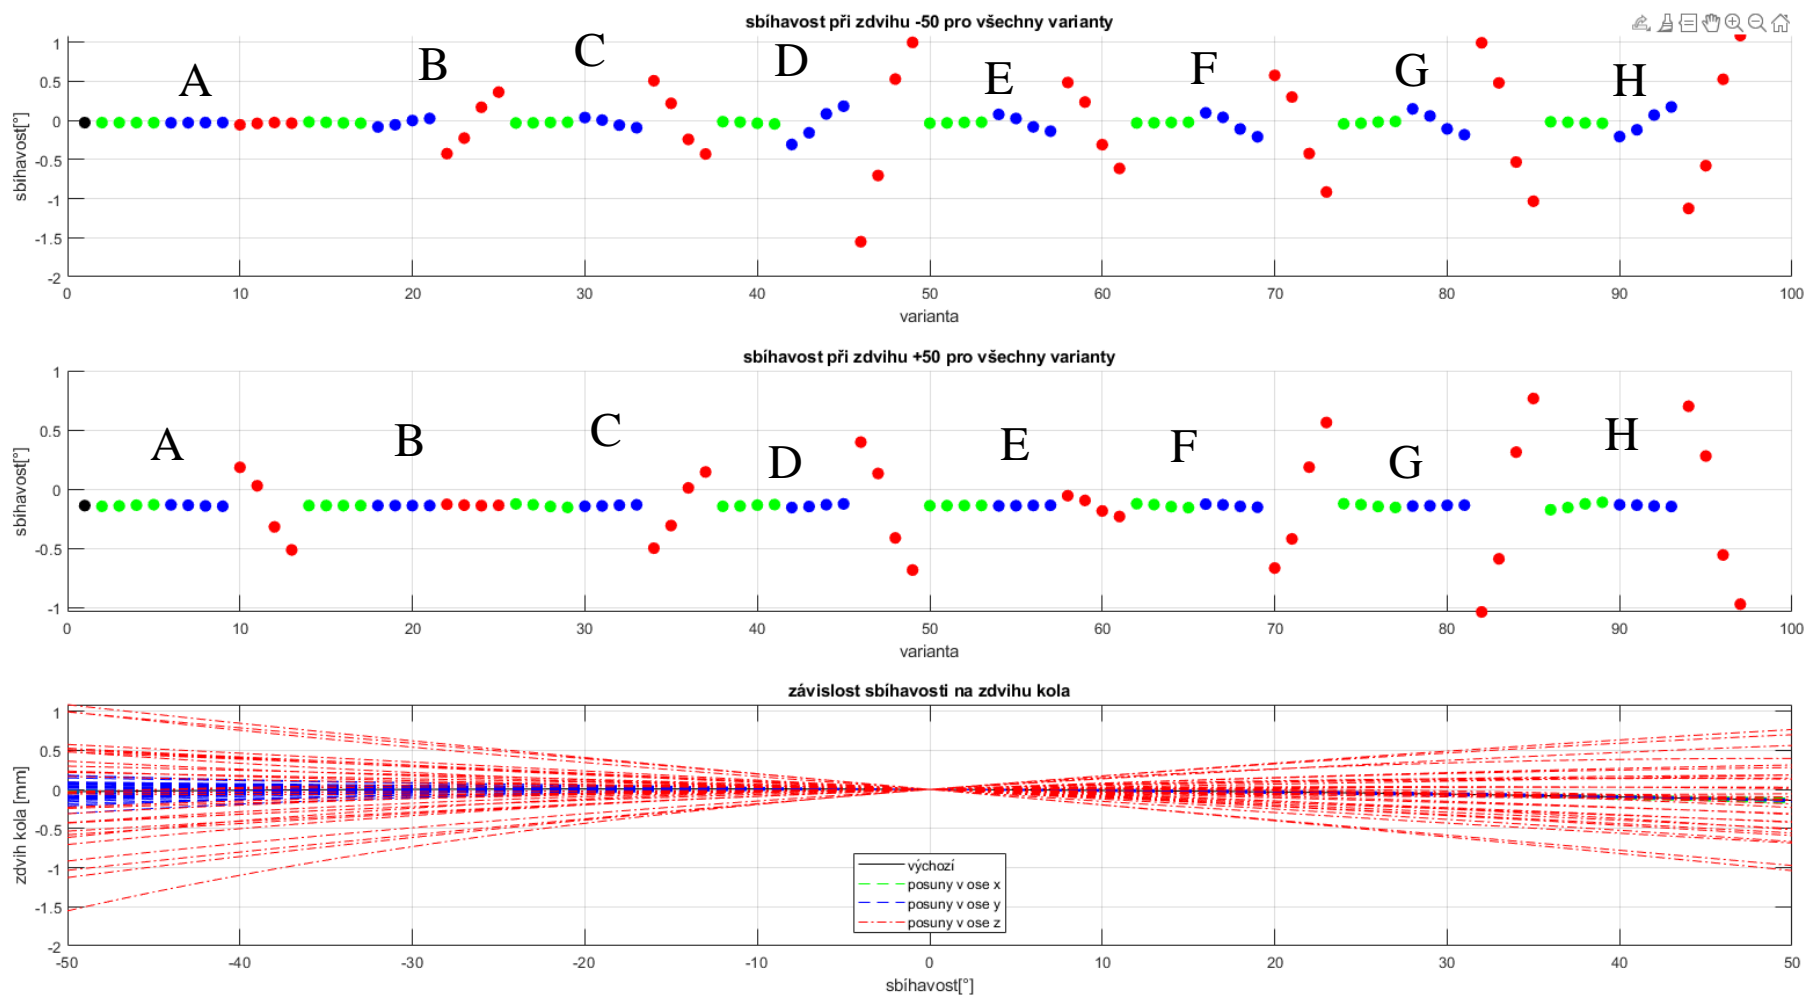 sbíhavost při zdvihu -50 pro všechny varianty
A B C D E F G H
1
0.5
0
-0.5
-1
-1.5
-2
sbíhavost[°]
0 10 20 30 40 50 60 70 80 90 100
varianta
sbíhavost při zdvihu +50 pro všechny varianty
A B C D E F G H
1
0.5
0
-0.5
-1
sbíhavost[°]
0 10 20 30 40 50 60 70 80 90 100
varianta
závislost sbíhavosti na zdvihu kola
1
0.5
0
-0.5
-1
-1.5
-2
zdvih kola [mm]
výchozí
posuny v ose x
posuny v ose y
posuny v ose z
-50 -40 -30 -20 -10 0 10 20 30 40 50
sbíhavost[°]